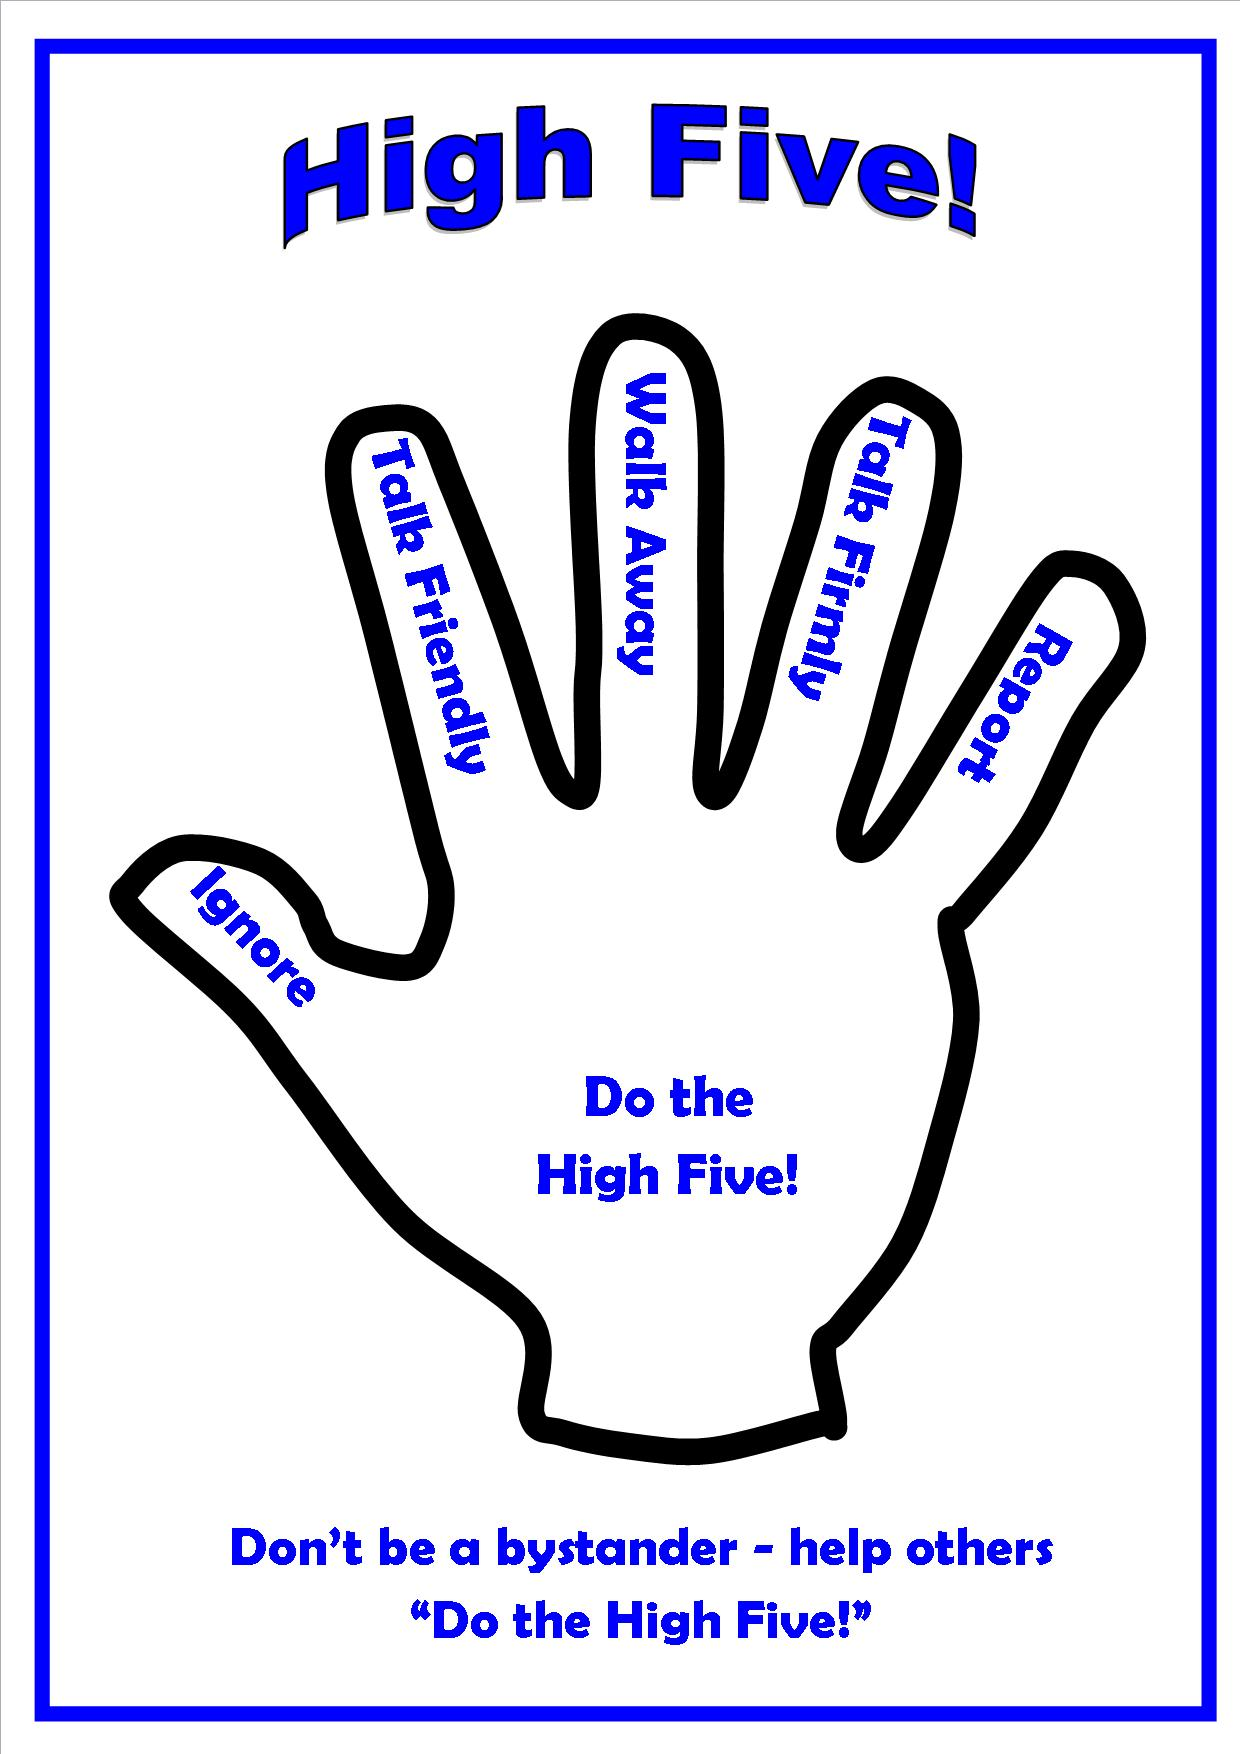 High Five!
Ignore
Talk Friendly
Walk Away
Talk Firmly
Report
Do the
High Five!
Don’t be a bystander - help others
“Do the High Five!”